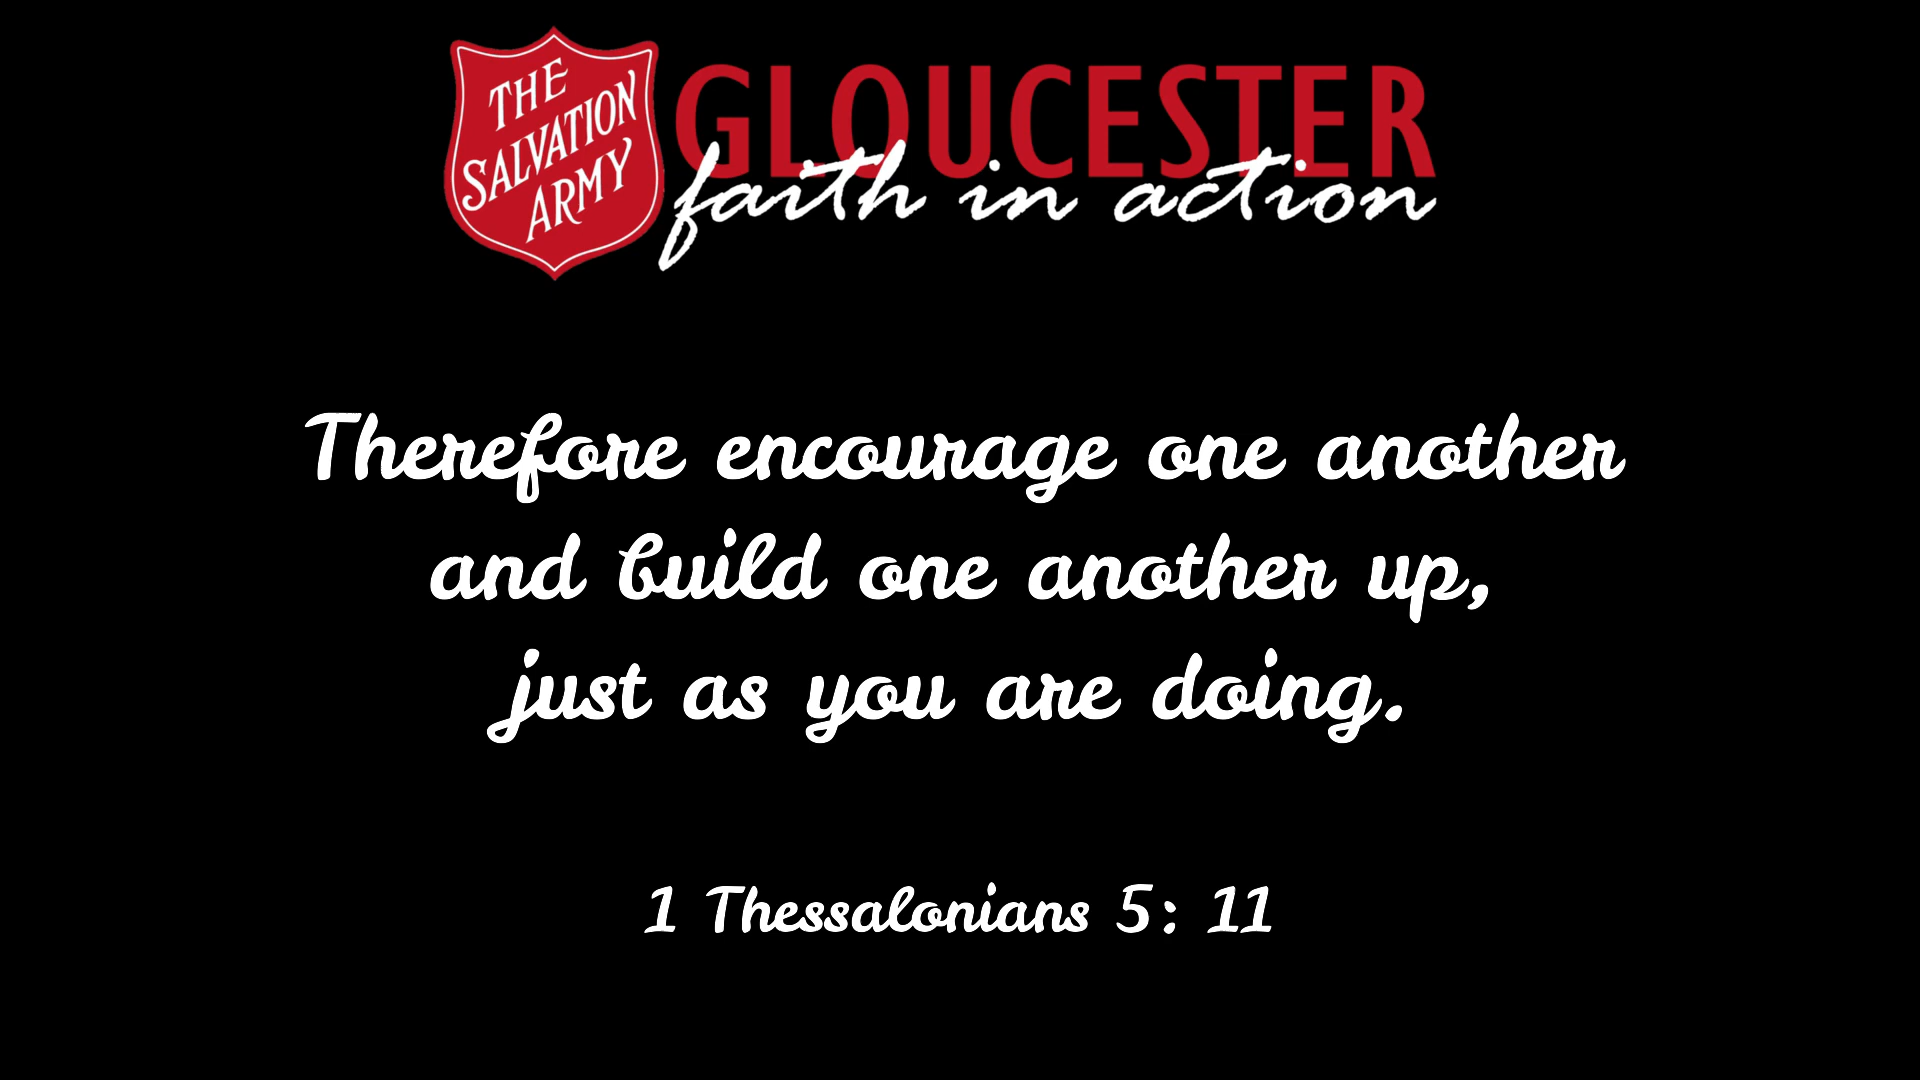 THE
SALVATION
ARMY
GLOUCESTER
faith in action
Therefore encourage one another
and build one another up,
just as you are doing.
1 Thessalonians 5: 11